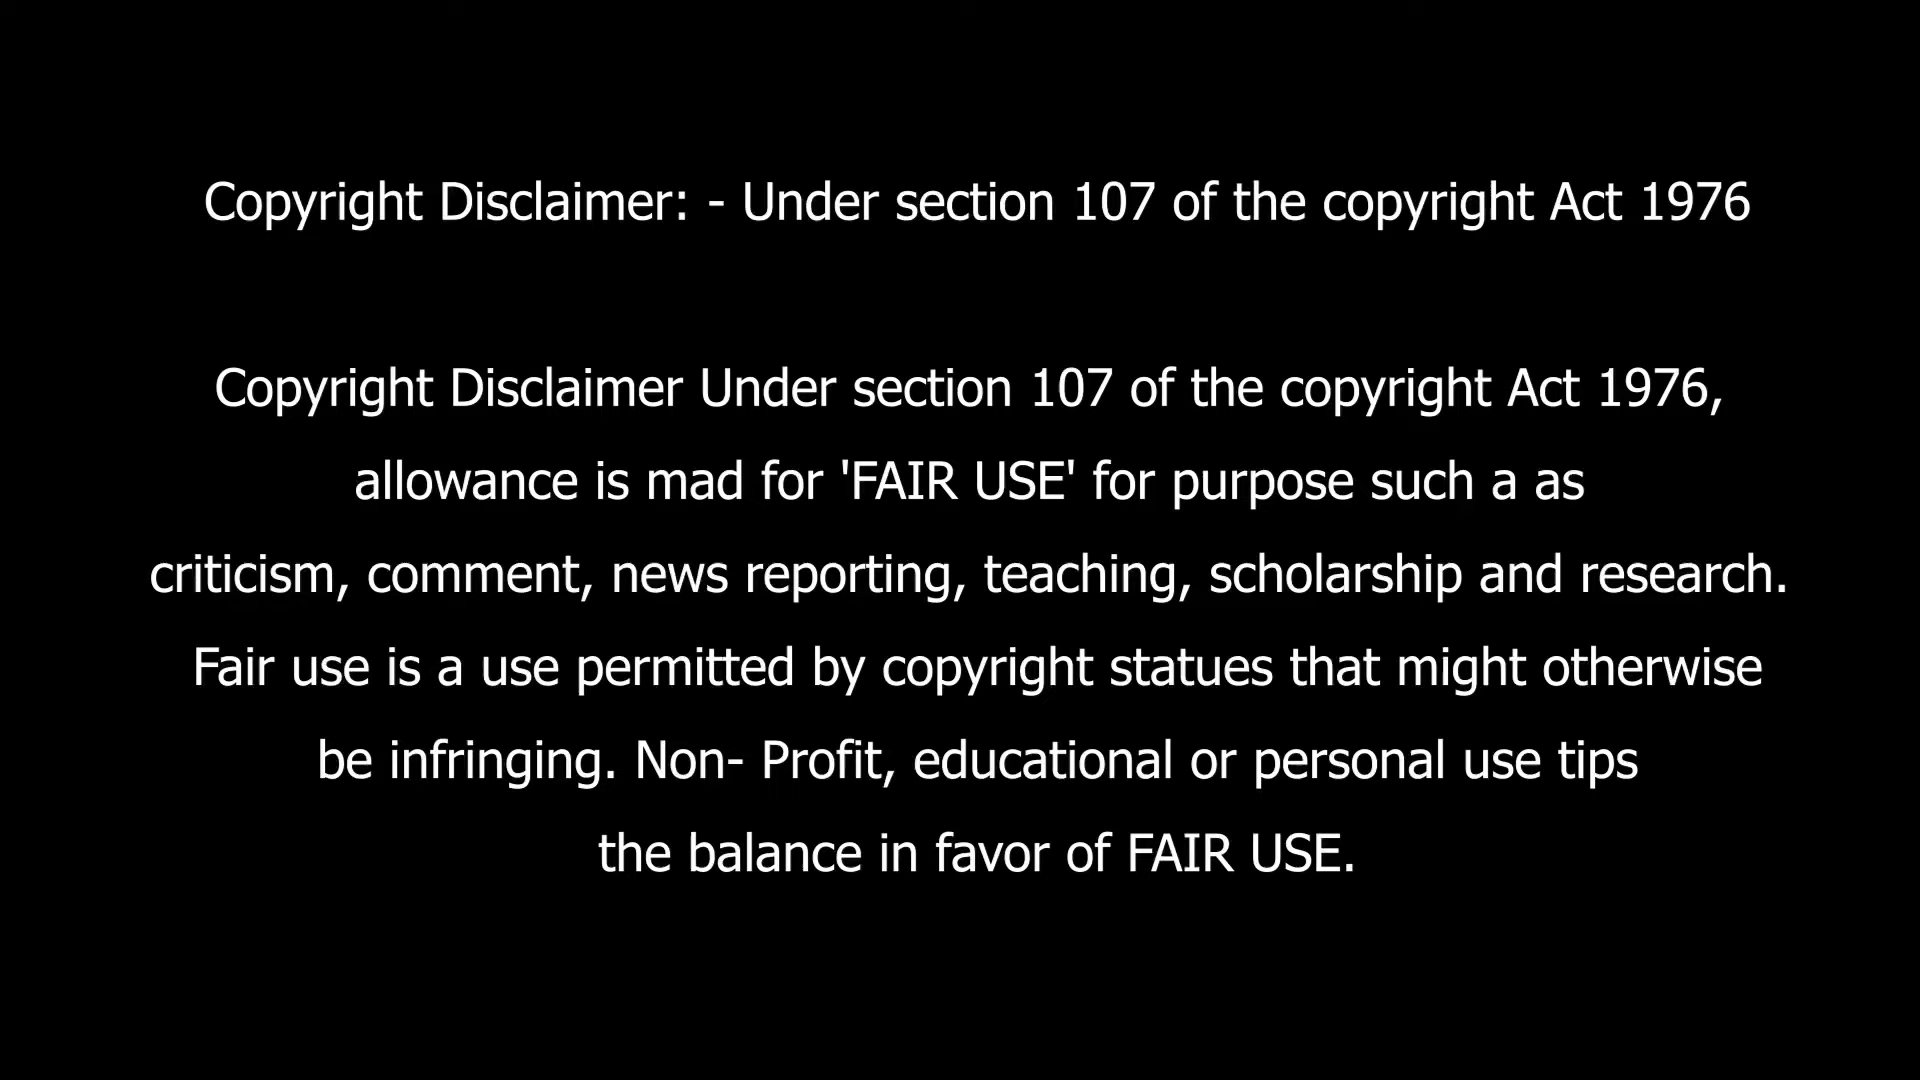 Copyright Disclaimer: - Under section 107 of the copyright Act 1976
Copyright Disclaimer Under section 107 of the copyright Act 1976,
allowance is mad for 'FAIR USE' for purpose such a as
criticism, comment, news reporting, teaching, scholarship and research.
Fair use is a use permitted by copyright statues that might otherwise
be infringing. Non- Profit, educational or personal use tips
the balance in favor of FAIR USE.